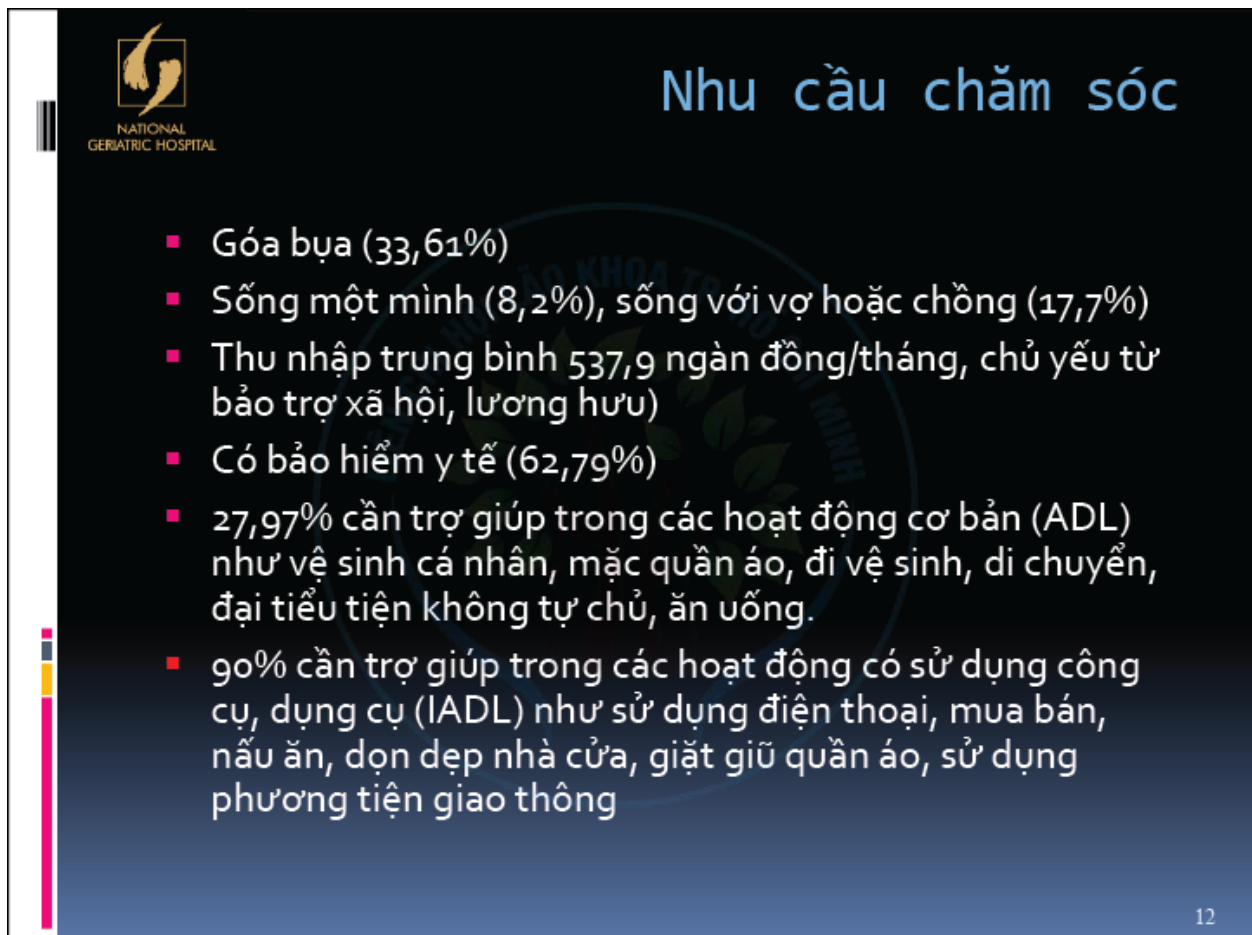 NATIONAL
GERIATRIC HOSPITAL
Nhu cầu chăm sóc
Góa bụa (33,61%)
Sống một mình (8,2%), sống với vợ hoặc chồng (17,7%)
Thu nhập trung bình 537,9 ngàn đồng/tháng, chủ yếu từ
bảo trợ xã hội, lương hưu)
Có bảo hiểm y tế (62,79%)
27,97% cần trợ giúp trong các hoạt động cơ bản (ADL)
như vệ sinh cá nhân, mặc quần áo, đi vệ sinh, di chuyển,
đại tiểu tiện không tự chủ, ăn uống.
90% cần trợ giúp trong các hoạt động có sử dụng công
cụ, dụng cụ (IADL) như sử dụng điện thoại, mua bán,
nấu ăn, dọn dẹp nhà cửa, giặt giũ quần áo, sử dụng
phương tiện giao thông
12